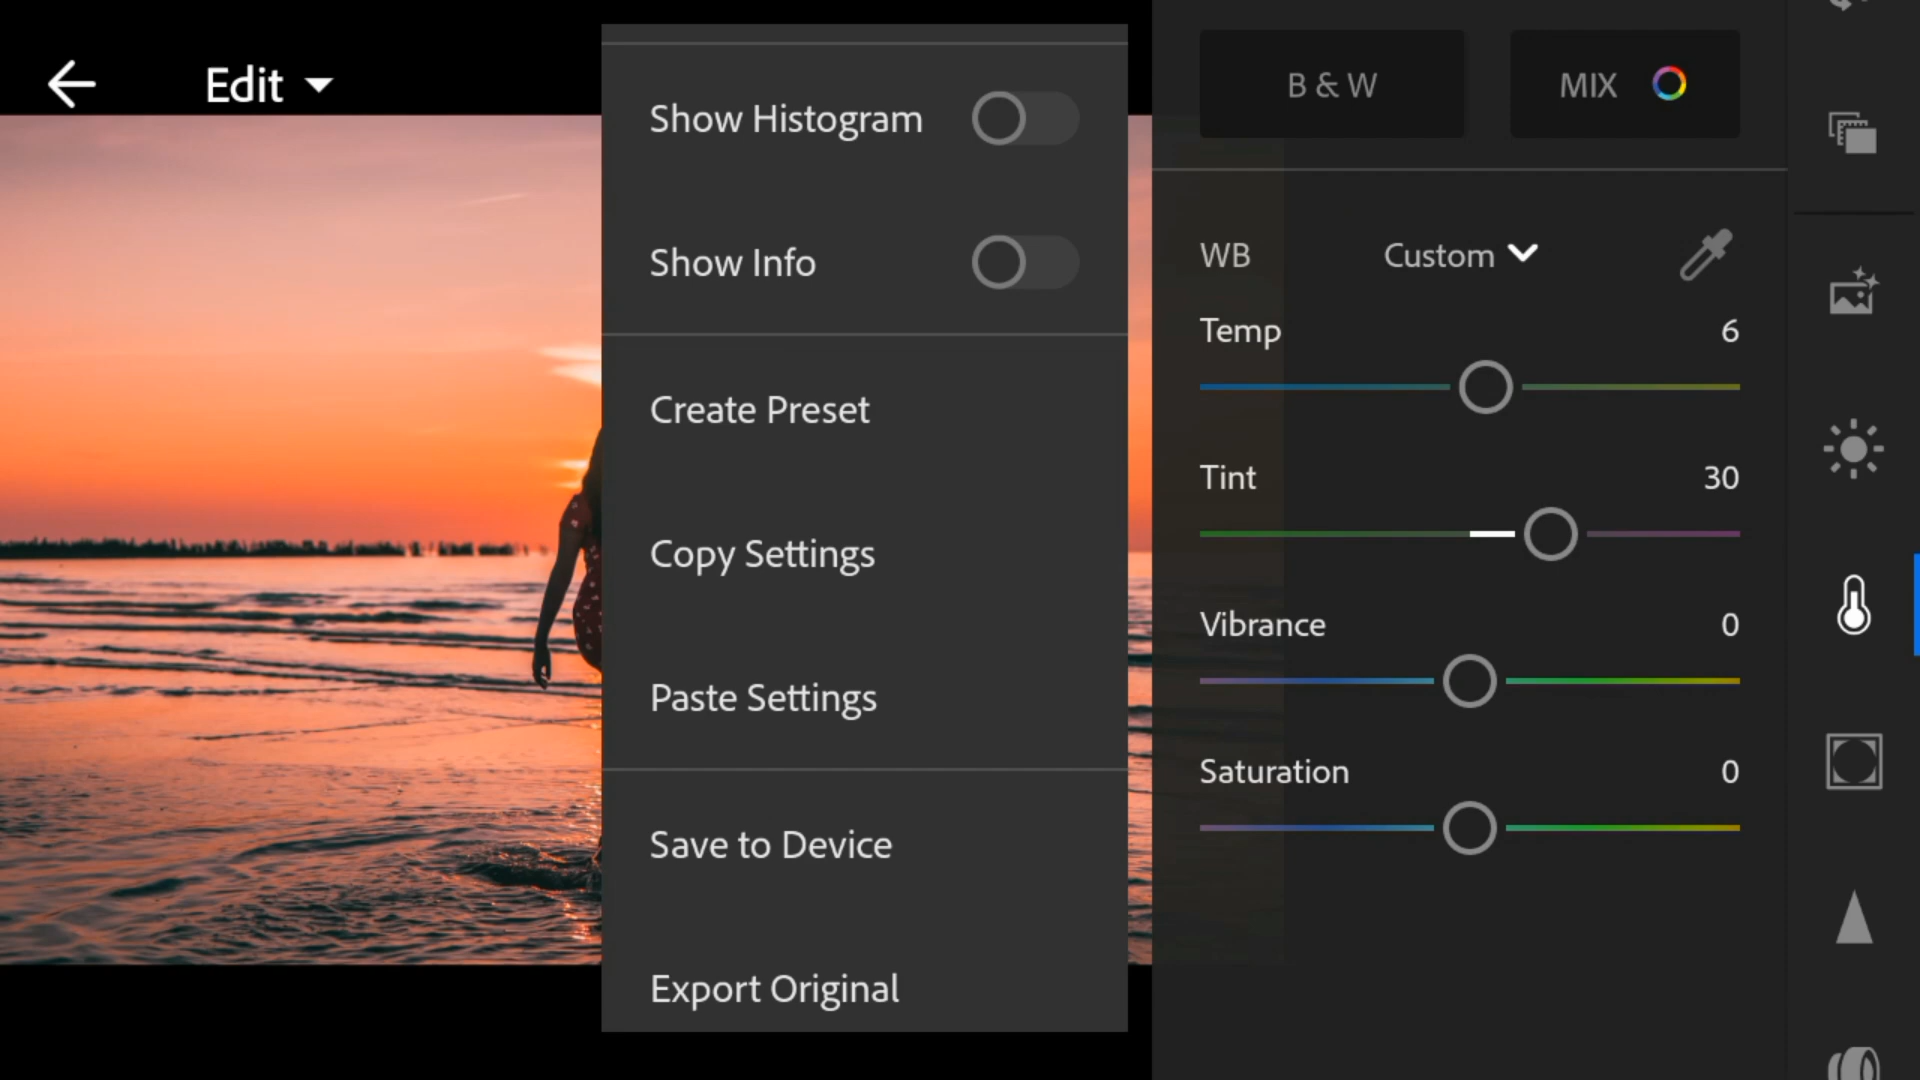 Edit
Show Histogram
Show Info
Create Preset
Copy Settings
Paste Settings
Save to Device
Export Original
B & W
MIX
WB
Custom
Temp
6
Tint
30
Vibrance
0
Saturation
0